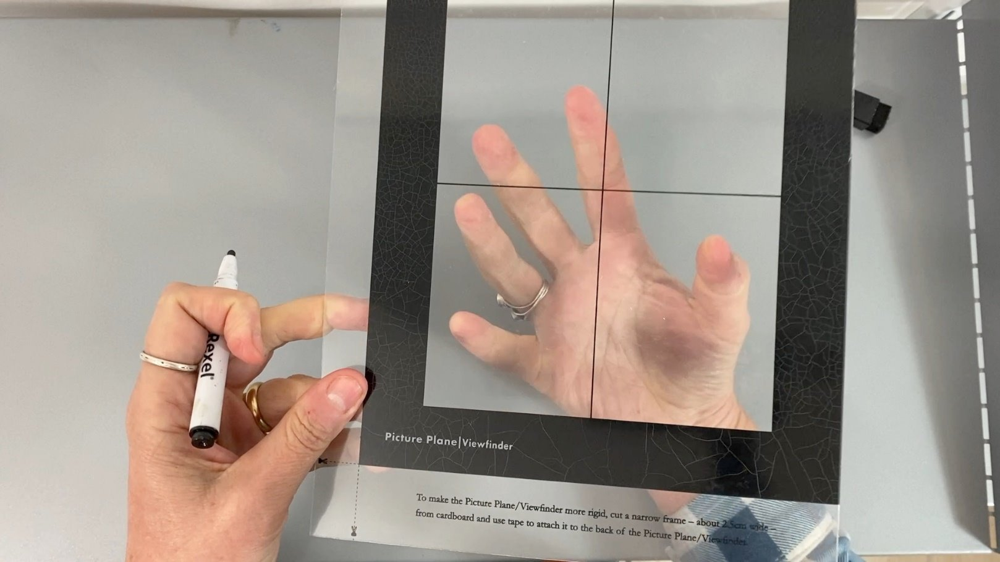 Rexel
Picture Plane|Viewfinder
To make the Picture Plane/Viewfinder more rigid, cut a narrow frame – about 2.5cm wide –
from cardboard and use tape to attach it to the back of the Picture Plane/Viewfinder.